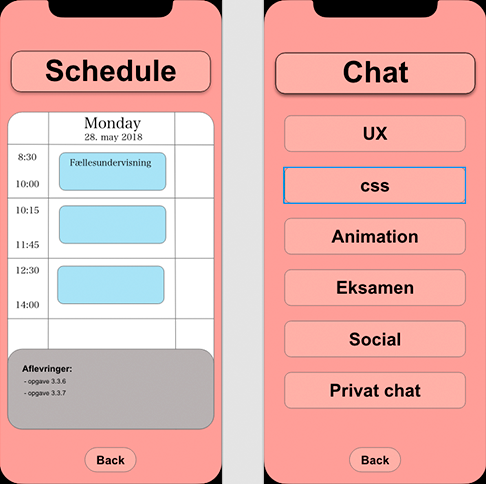 Schedule
Monday
28. may 2018
8:30
Fællesundervisning
10:00
10:15
11:45
12:30
14:00
Aflevringer:
- opgave 3.3.6
- opgave 3.3.7
Back
Chat
UX
css
Animation
Eksamen
Social
Privat chat
Back